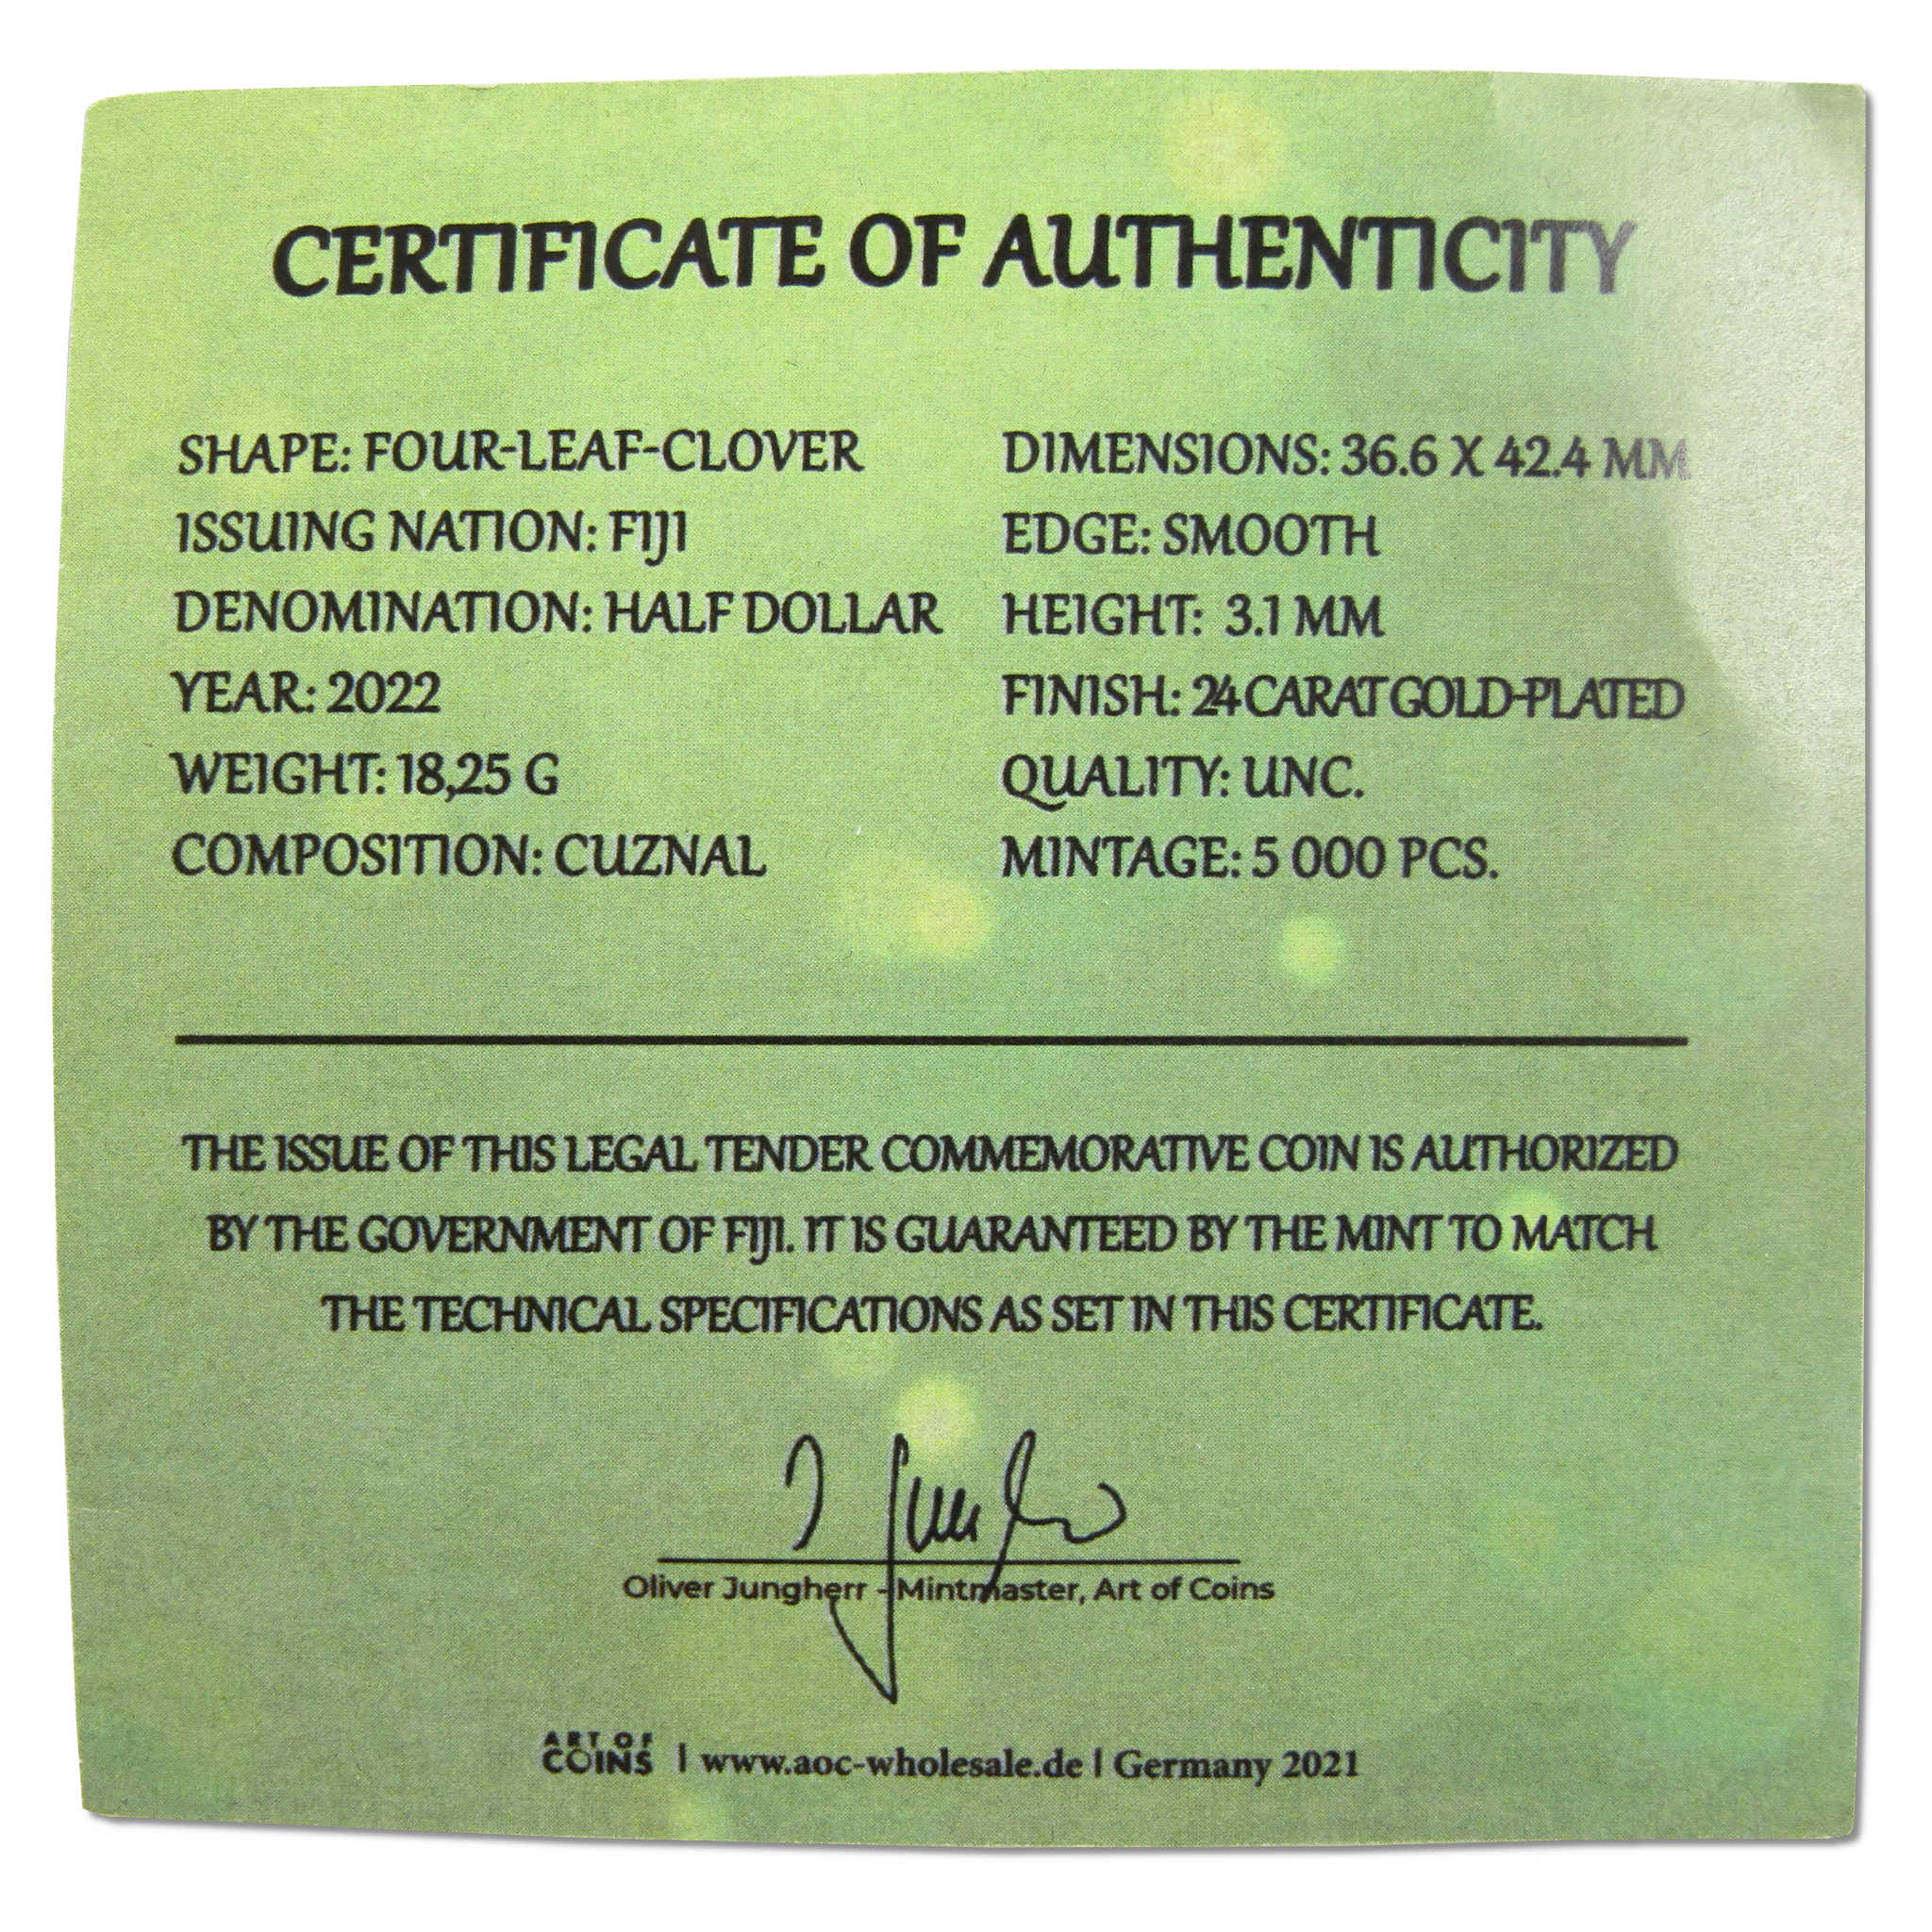 CERTIFICATE OF AUTHENTICITY
SHAPE: FOUR-LEAF-CLOVER
ISSUING NATION: FIJI
DENOMINATION: HALF DOLLAR
YEAR: 2022
WEIGHT: 18,25 G
COMPOSITION: CUZNAL
DIMENSIONS: 36.6 X 42.4 MM
EDGE: SMOOTH
HEIGHT: 3.1 MM
FINISH: 24 CARAT GOLD-PLATED
QUALITY: UNC.
MINTAGE: 5 000 PCS.
THE ISSUE OF THIS LEGAL TENDER COMMEMORATIVE COIN IS AUTHORIZED
BY THE GOVERNMENT OF FIJI. IT IS GUARANTEED BY THE MINT TO MATCH
THE TECHNICAL SPECIFICATIONS AS SET IN THIS CERTIFICATE.
Oliver Jungherr - Mintmaster, Art of Coins
ART OF
COINS | www.aoc-wholesale.de | Germany 2021